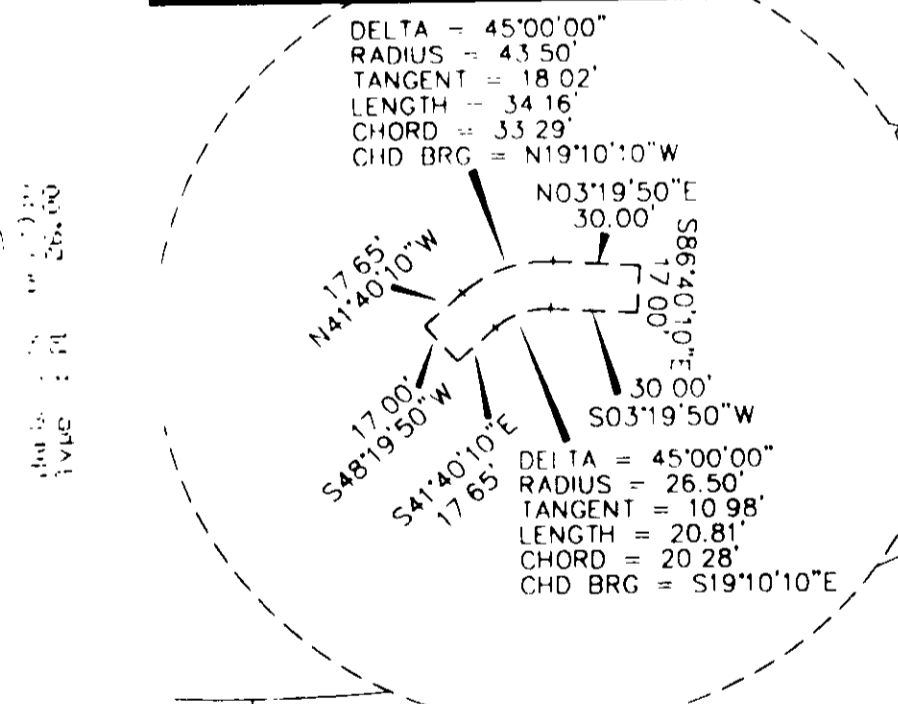 DELTA = 45°00'00"
RADIUS = 43.50'
TANGENT = 18.02'
LENGTH = 34.16'
CHORD = 33.29'
CHD BRG = N19°10'10"W
N03°19'50"E
30.00'
S86°40'10"E
17.00'
17.65'
N41°40'10"W
30.00'
S03°19'50"W
17.00'
S48°19'50"W
S41°40'10"E
17.65'
DELTA = 45°00'00"
RADIUS = 26.50'
TANGENT = 10.98'
LENGTH = 20.81'
CHORD = 20.28'
CHD BRG = S19°10'10"E